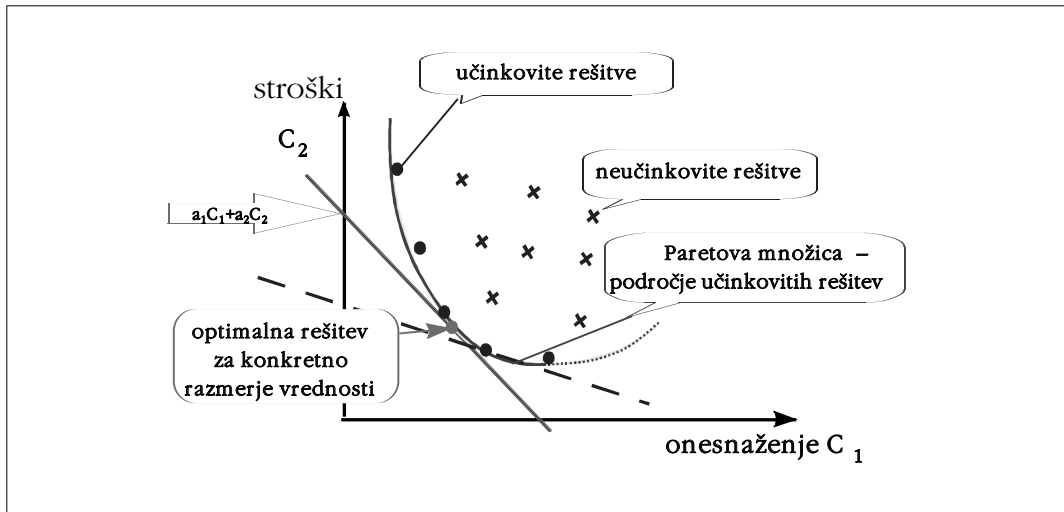 učinkovite rešitve
stroški
C2
neučinkovite rešitve
a1C1+a2C2
Paretova množica –
področje učinkovitih rešitev
optimalna rešitev
za konkretno
razmerje vrednosti
onesnaženje C 1